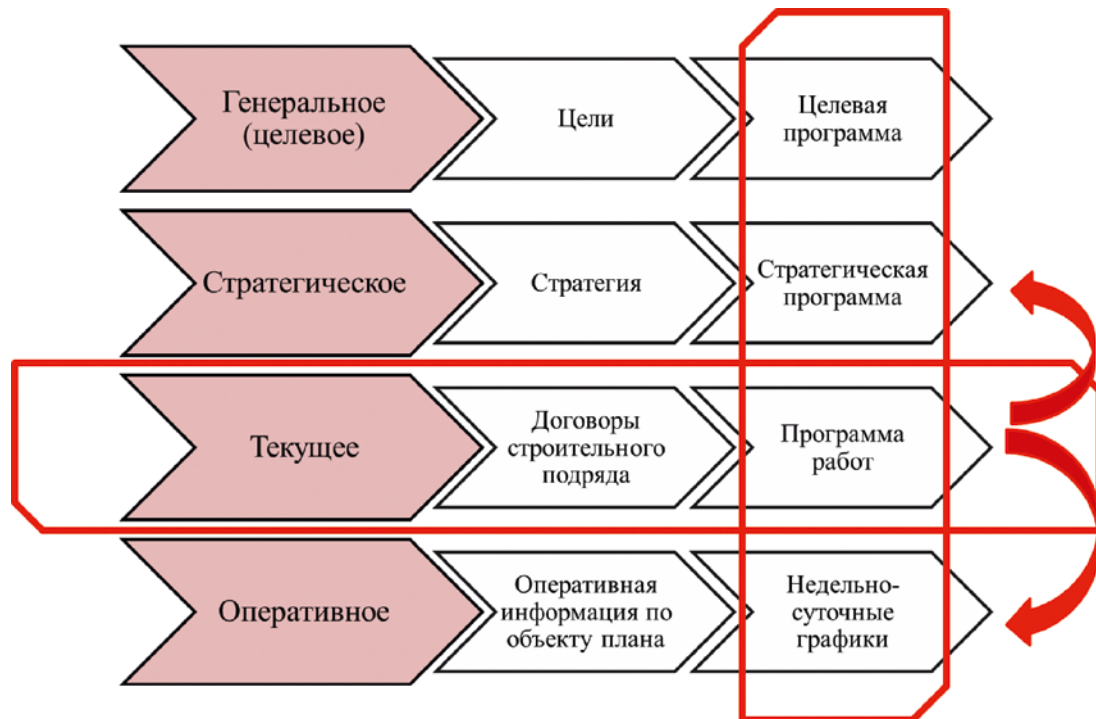 Генеральное
(целевое)
Цели
Целевая
программа
Стратегическое
Стратегия
Стратегическая
программа
Текущее
Договоры
строительного
подряда
Программа
работ
Оперативное
Оперативная
информация по
объекту плана
Недельно-
суточные
графики